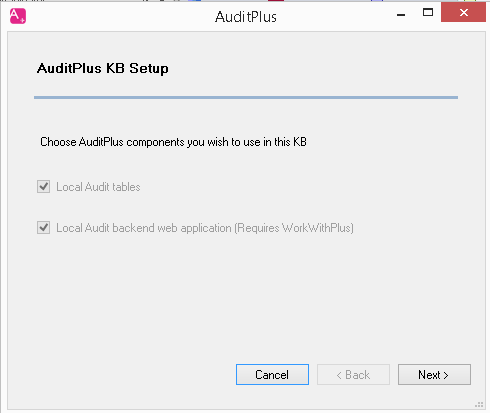 A+
AuditPlus
AuditPlus KB Setup
Choose AuditPlus components you wish to use in this KB
Local Audit tables
Local Audit backend web application (Requires WorkWithPlus)
Cancel
< Back
Next >